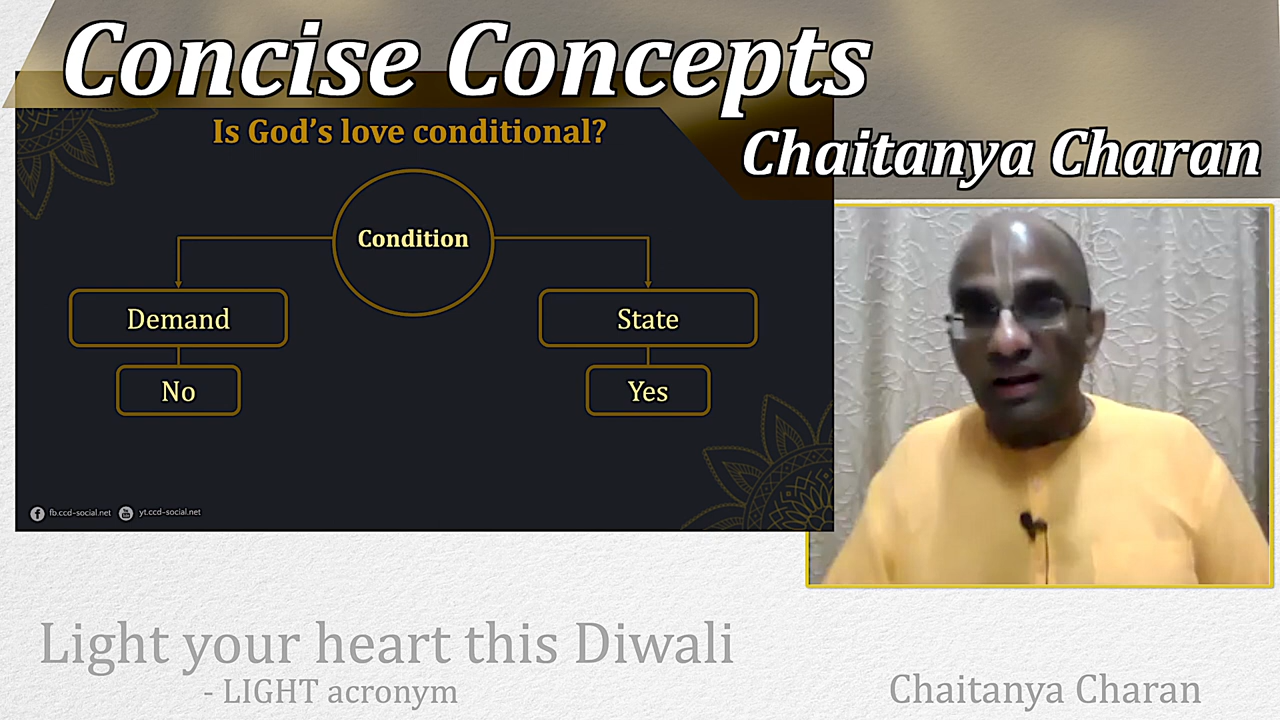 Concise Concepts
Chaitanya Charan
Is God’s love conditional?
Condition
Demand
State
No
Yes
fb.ccd-social.net yt.ccd-social.net
Light your heart this Diwali
- LIGHT acronym
Chaitanya Charan